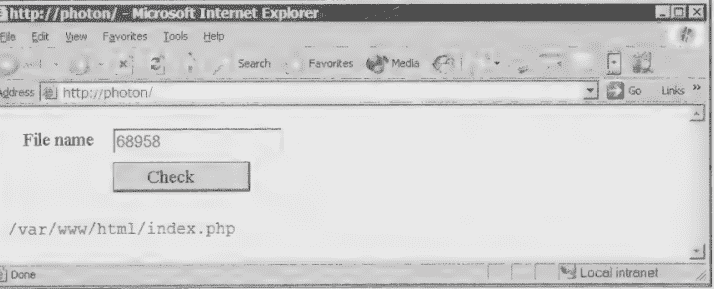 http://photon/ - Microsoft Internet Explorer
File Edit View Favorites Tools Help
Search Favorites Media
Address http://photon/ Go Links »
File name 68958
Check
/var/www/html/index.php
Done Local intranet